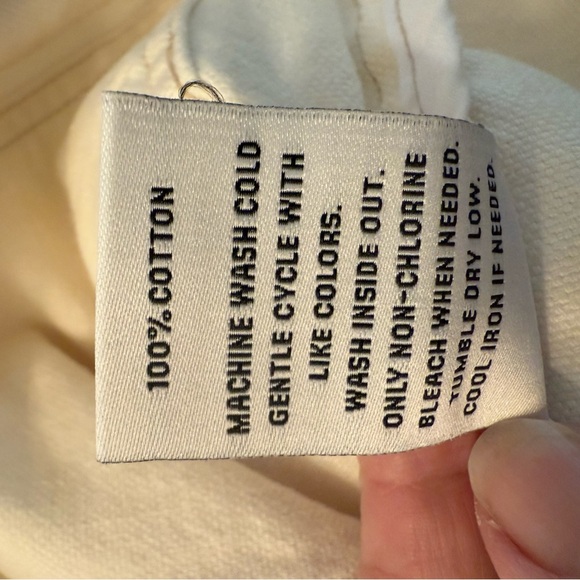 100% COTTON
MACHINE WASH COLD
GENTLE CYCLE WITH
LIKE COLORS.
WASH INSIDE OUT.
ONLY NON-CHLORINE
BLEACH WHEN NEEDED.
TUMBLE DRY LOW.
COOL IRON IF NEEDED.